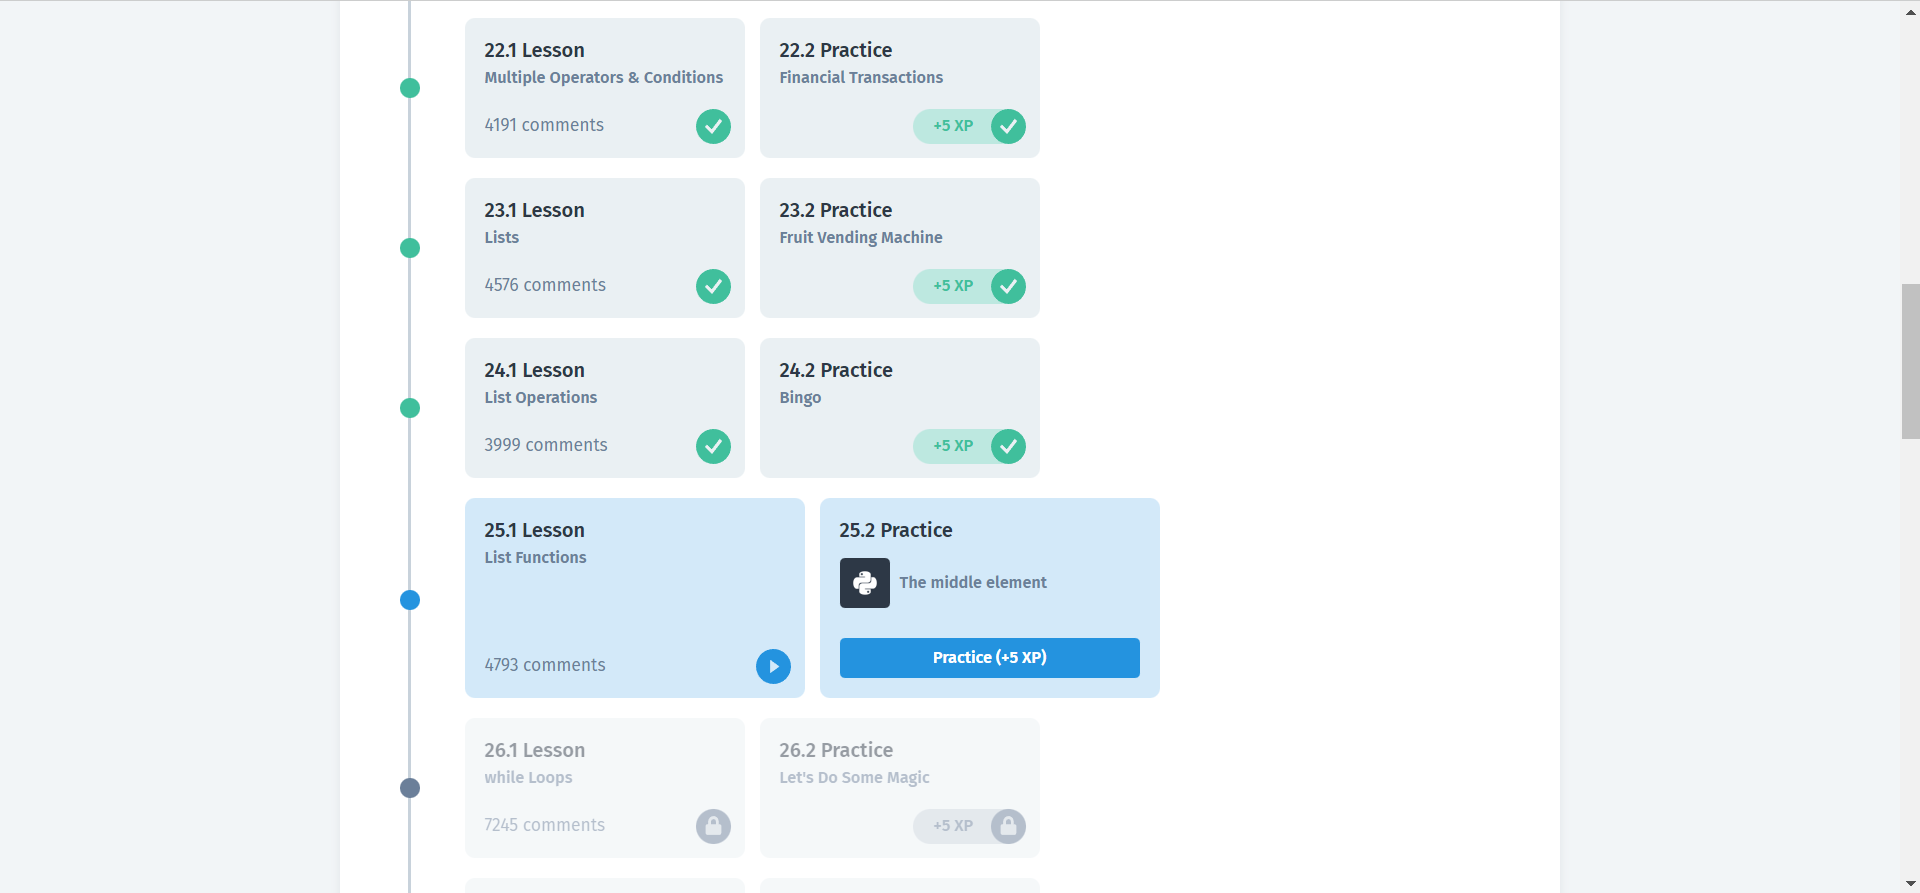 22.1 Lesson
Multiple Operators & Conditions
4191 comments
22.2 Practice
Financial Transactions
+5 XP
23.1 Lesson
Lists
4576 comments
23.2 Practice
Fruit Vending Machine
+5 XP
24.1 Lesson
List Operations
3999 comments
24.2 Practice
Bingo
+5 XP
25.1 Lesson
List Functions
4793 comments
25.2 Practice
The middle element
Practice (+5 XP)
26.1 Lesson
while Loops
7245 comments
26.2 Practice
Let's Do Some Magic
+5 XP